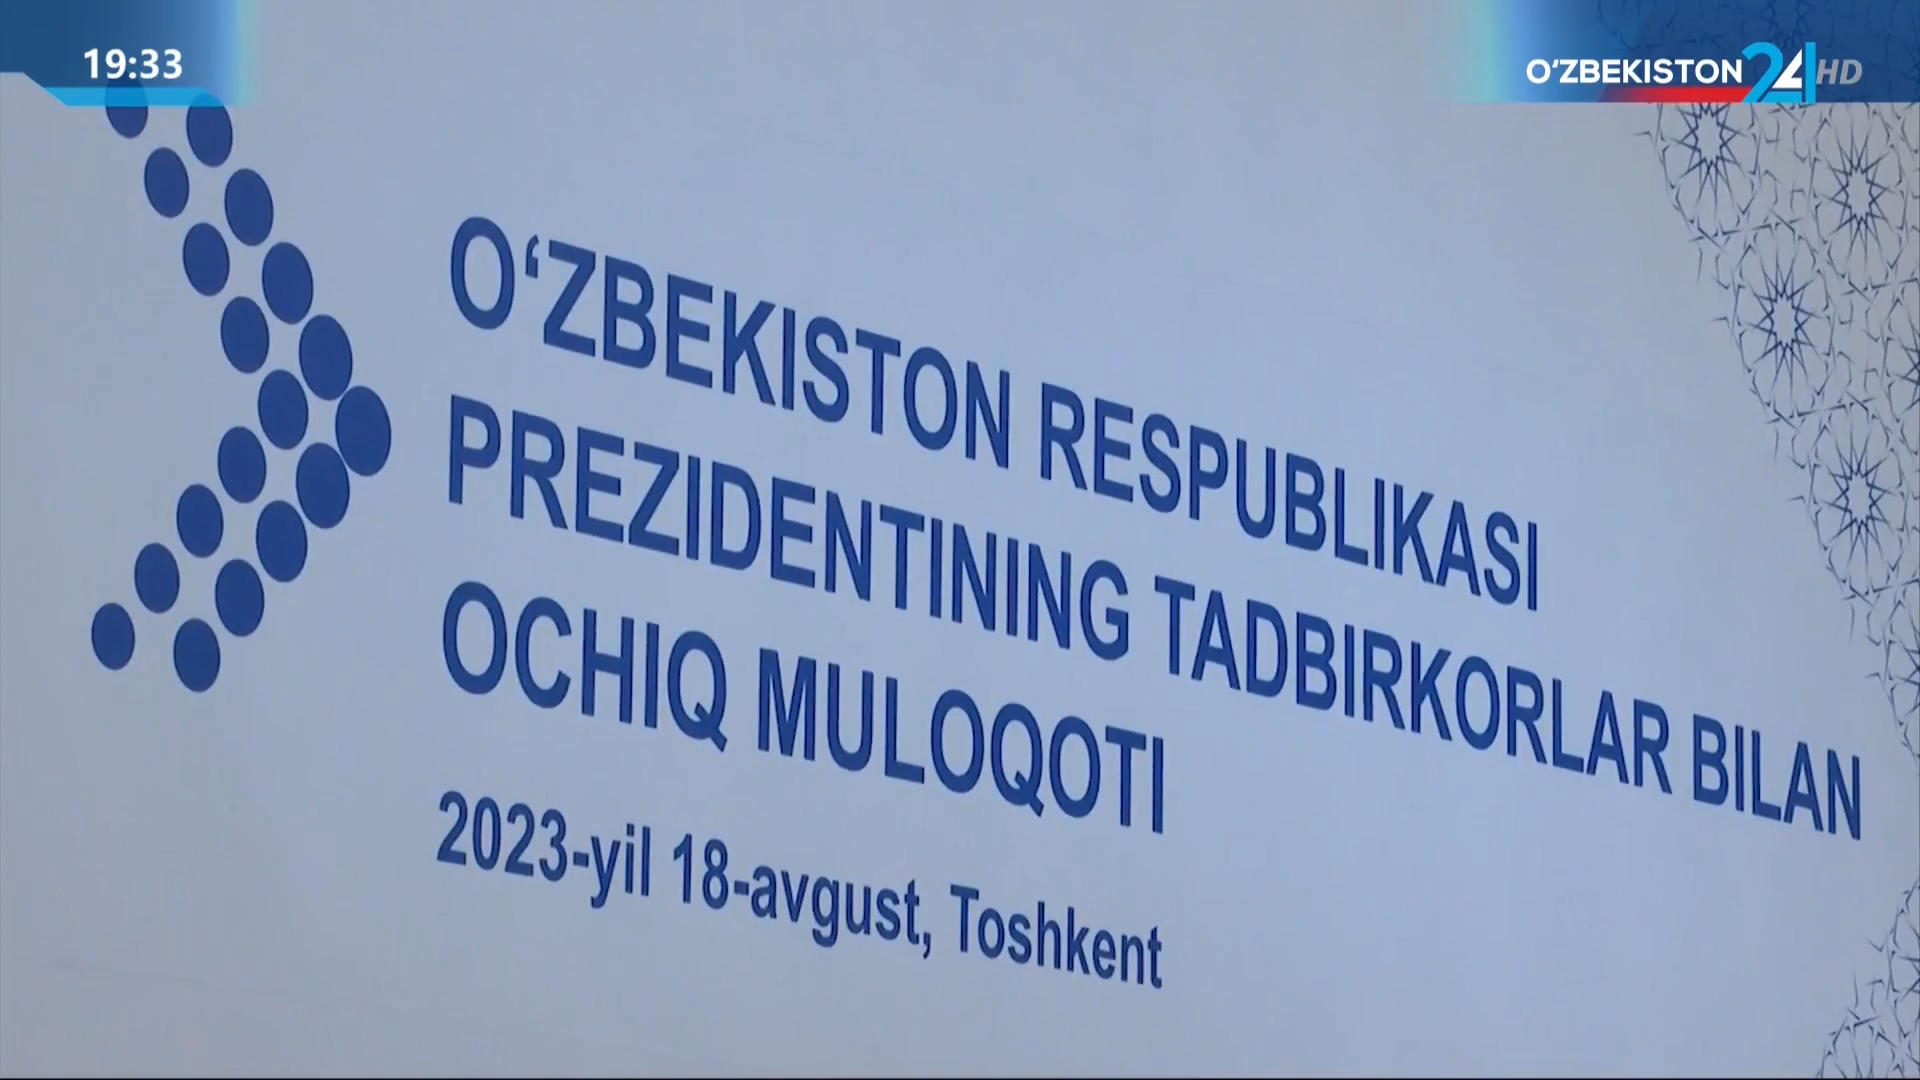 19:33
O‘ZBEKISTON 24 HD
O‘ZBEKISTON RESPUBLIKASI
PREZIDENTINING TADBIRKORLAR BILAN
OCHIQ MULOQOTI
2023-yil 18-avgust, Toshkent